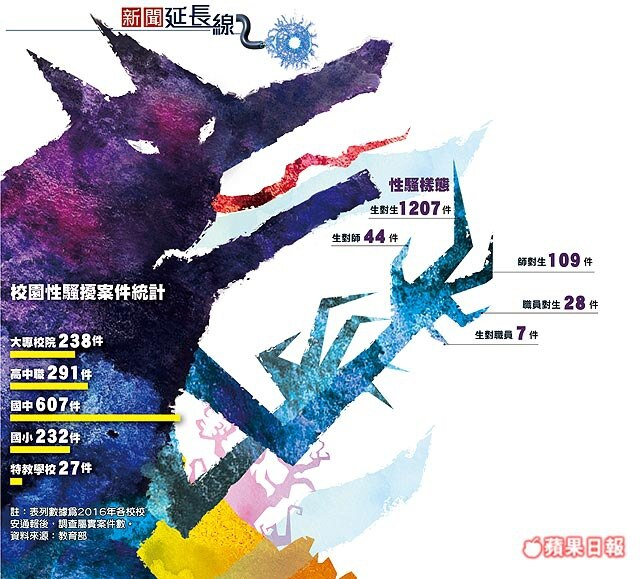 新聞延長線
性騷樣態
生對生1207件
生對師 44 件
師對生109 件
職員對生 28 件
生對職員 7 件
校園性騷擾案件統計
大專校院 238件
高中職 291件
國中 607件
國小 232件
特教學校 27件
註：表列數據為2016年各校校
安通報後，調查屬實案件數。
資料來源：教育部
蘋果日報